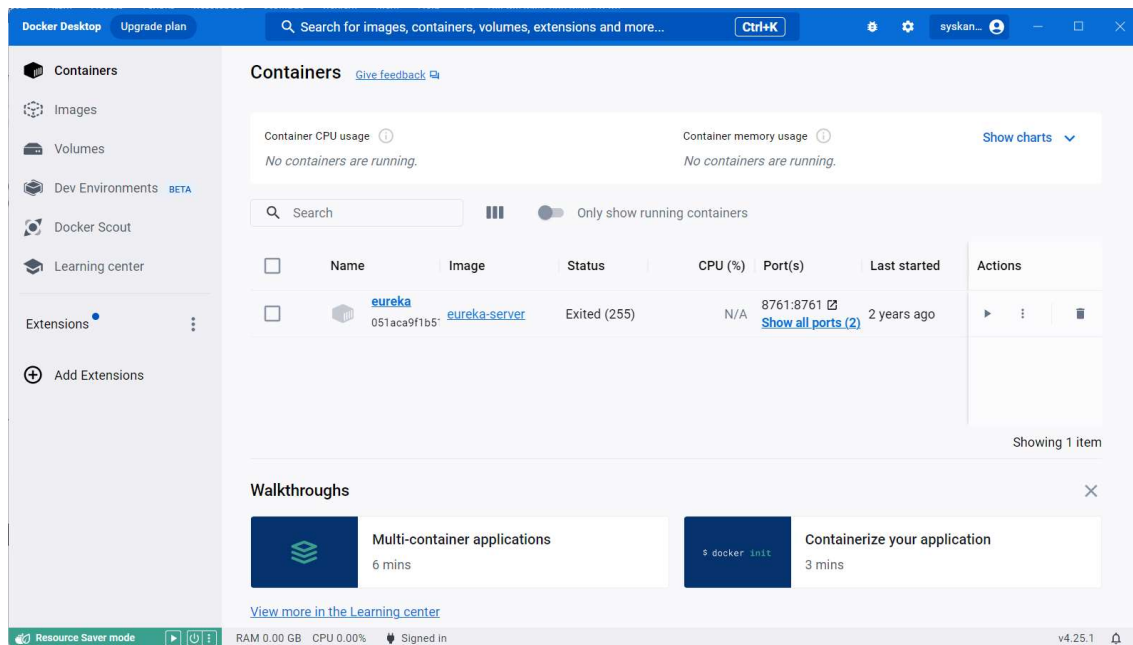 Docker Desktop Upgrade plan Search for images, containers, volumes, extensions and more... Ctrl+K syskan...
Containers
Images
Volumes
Dev Environments BETA
Docker Scout
Learning center
Extensions
Add Extensions
Containers Give feedback
Container CPU usage
No containers are running.
Container memory usage
No containers are running.
Show charts
Search
Only show running containers
Name Image Status CPU (%) Port(s) Last started Actions
eureka
051aca9f1b5
eureka-server Exited (255) N/A
8761:8761
Show all ports (2)
2 years ago
Showing 1 item
Walkthroughs
Multi-container applications
6 mins
$ docker init
Containerize your application
3 mins
View more in the Learning center
Resource Saver mode RAM 0.00 GB CPU 0.00% Signed in v4.25.1